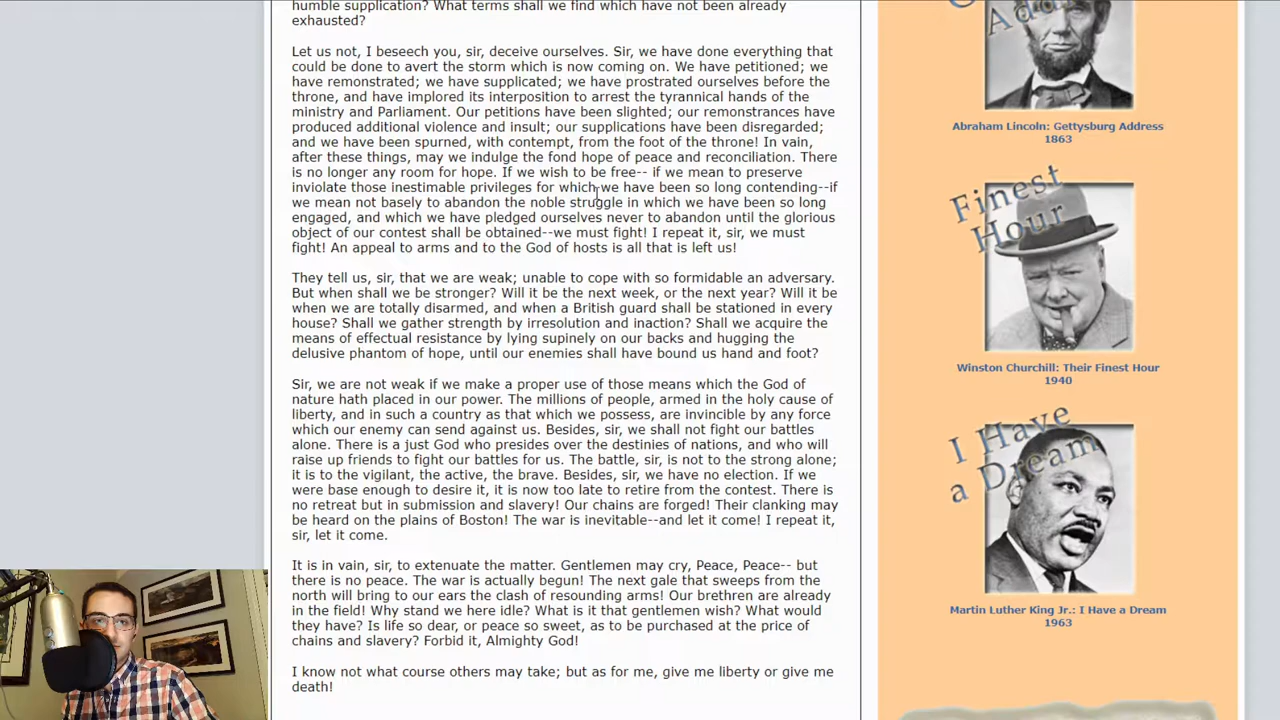 humble supplication? What terms shall we find which have not been already
exhausted?
Let us not, I beseech you, sir, deceive ourselves. Sir, we have done everything that
could be done to avert the storm which is now coming on. We have petitioned; we
have remonstrated; we have supplicated; we have prostrated ourselves before the
throne, and have implored its interposition to arrest the tyrannical hands of the
ministry and Parliament. Our petitions have been slighted; our remonstrances have
produced additional violence and insult; our supplications have been disregarded;
and we have been spurned, with contempt, from the foot of the throne! In vain,
after these things, may we indulge the fond hope of peace and reconciliation. There
is no longer any room for hope. If we wish to be free-- if we mean to preserve
inviolate those inestimable privileges for which we have been so long contending--if
we mean not basely to abandon the noble struggle in which we have been so long
engaged, and which we have pledged ourselves never to abandon until the glorious
object of our contest shall be obtained--we must fight! I repeat it, sir, we must
fight! An appeal to arms and to the God of hosts is all that is left us!
They tell us, sir, that we are weak; unable to cope with so formidable an adversary.
But when shall we be stronger? Will it be the next week, or the next year? Will it be
when we are totally disarmed, and when a British guard shall be stationed in every
house? Shall we gather strength by irresolution and inaction? Shall we acquire the
means of effectual resistance by lying supinely on our backs and hugging the
delusive phantom of hope, until our enemies shall have bound us hand and foot?
Sir, we are not weak if we make a proper use of those means which the God of
nature hath placed in our power. The millions of people, armed in the holy cause of
liberty, and in such a country as that which we possess, are invincible by any force
which our enemy can send against us. Besides, sir, we shall not fight our battles
alone. There is a just God who presides over the destinies of nations, and who will
raise up friends to fight our battles for us. The battle, sir, is not to the strong alone;
it is to the vigilant, the active, the brave. Besides, sir, we have no election. If we
were base enough to desire it, it is now too late to retire from the contest. There is
no retreat but in submission and slavery! Our chains are forged! Their clanking may
be heard on the plains of Boston! The war is inevitable--and let it come! I repeat it,
sir, let it come.
It is in vain, sir, to extenuate the matter. Gentlemen may cry, Peace, Peace-- but
there is no peace. The war is actually begun! The next gale that sweeps from the
north will bring to our ears the clash of resounding arms! Our brethren are already
in the field! Why stand we here idle? What is it that gentlemen wish? What would
they have? Is life so dear, or peace so sweet, as to be purchased at the price of
chains and slavery? Forbid it, Almighty God!
I know not what course others may take; but as for me, give me liberty or give me
death!
Abraham Lincoln: Gettysburg Address
1863
Finest
Hour
Winston Churchill: Their Finest Hour
1940
I Have
a Dream
Martin Luther King Jr.: I Have a Dream
1963